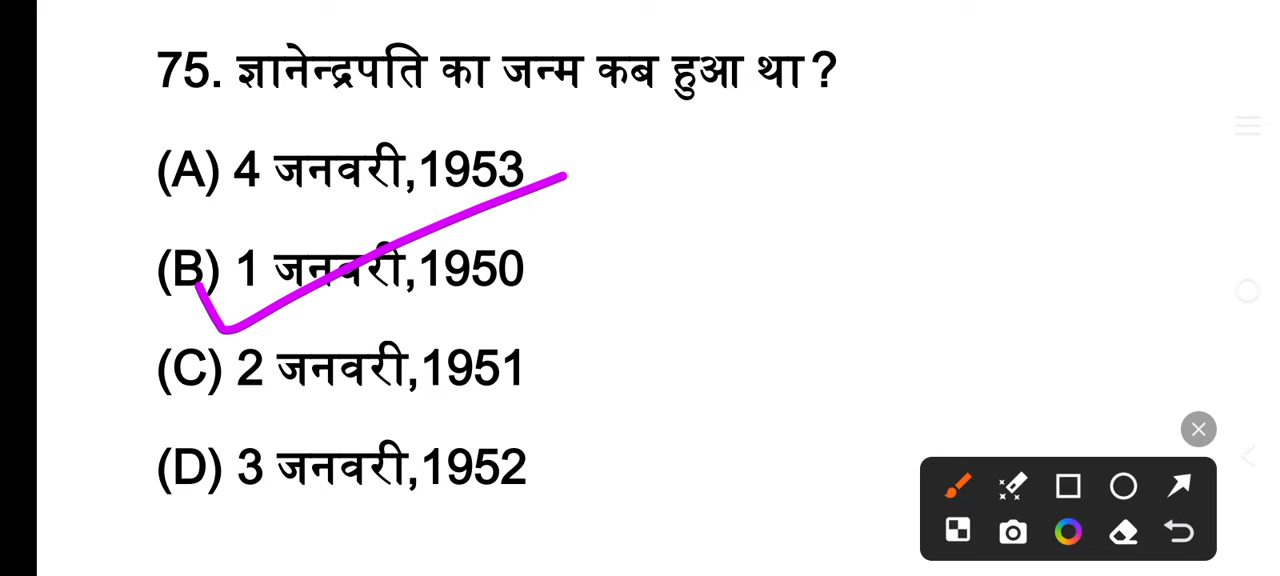 75. ज्ञानेन्द्रपति का जन्म कब हुआ था?
(A) 4 जनवरी,1953
(B) 1 जनवरी,1950
(C) 2 जनवरी,1951
(D) 3 जनवरी,1952